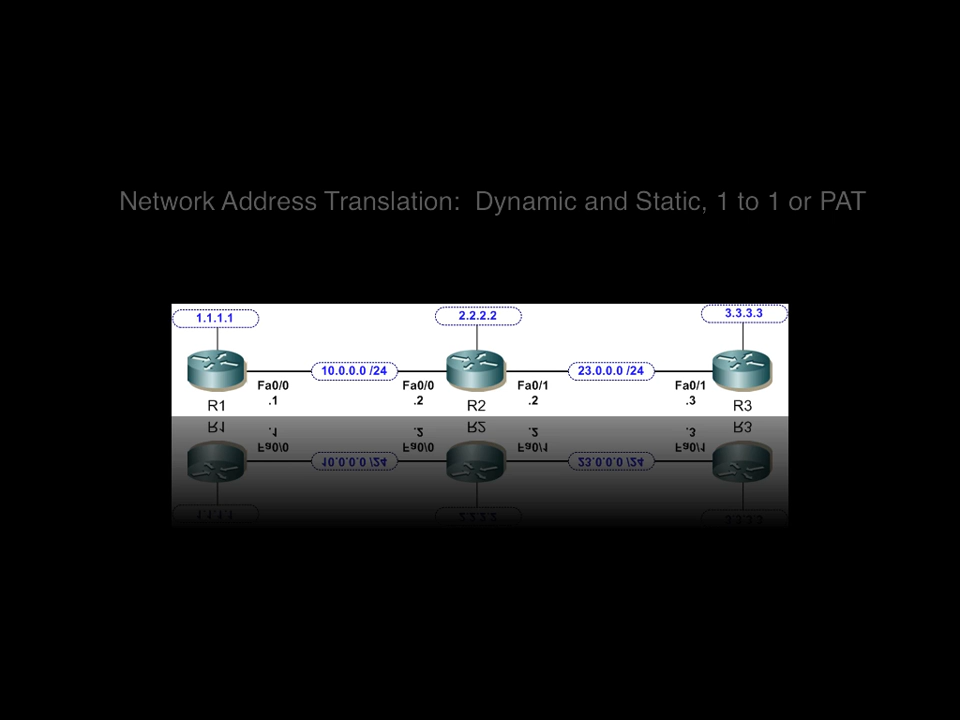 Network Address Translation:  Dynamic and Static, 1 to 1 or PAT
1.1.1.1
2.2.2.2
3.3.3.3
10.0.0.0 /24
23.0.0.0 /24
Fa0/0
.1
Fa0/0
.2
Fa0/1
.2
Fa0/1
.3
R1
R2
R3